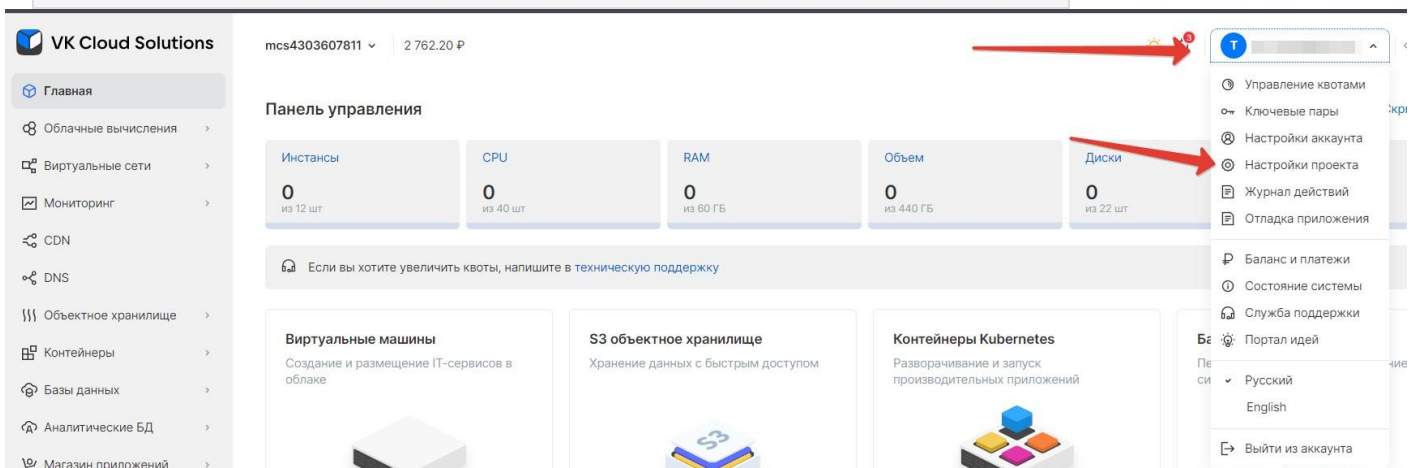 VK Cloud Solutions
mcs4303607811
2 762.20 ₽
3
T
Главная
Облачные вычисления
Виртуальные сети
Мониторинг
CDN
DNS
Объектное хранилище
Контейнеры
Базы данных
Аналитические БД
Магазин приложений
Панель управления
Инстансы
0
из 12 шт
CPU
0
из 40 шт
RAM
0
из 60 ГБ
Объем
0
из 440 ГБ
Диски
0
из 22 шт
Если вы хотите увеличить квоты, напишите в техническую поддержку
Виртуальные машины
Создание и размещение IT-сервисов в
облаке
S3 объектное хранилище
Хранение данных с быстрым доступом
S3
Контейнеры Kubernetes
Разворачивание и запуск
производительных приложений
Управление квотами
Ключевые пары
Настройки аккаунта
Настройки проекта
Журнал действий
Отладка приложения
Баланс и платежи
Состояние системы
Служба поддержки
Портал идей
Русский
English
Выйти из аккаунта